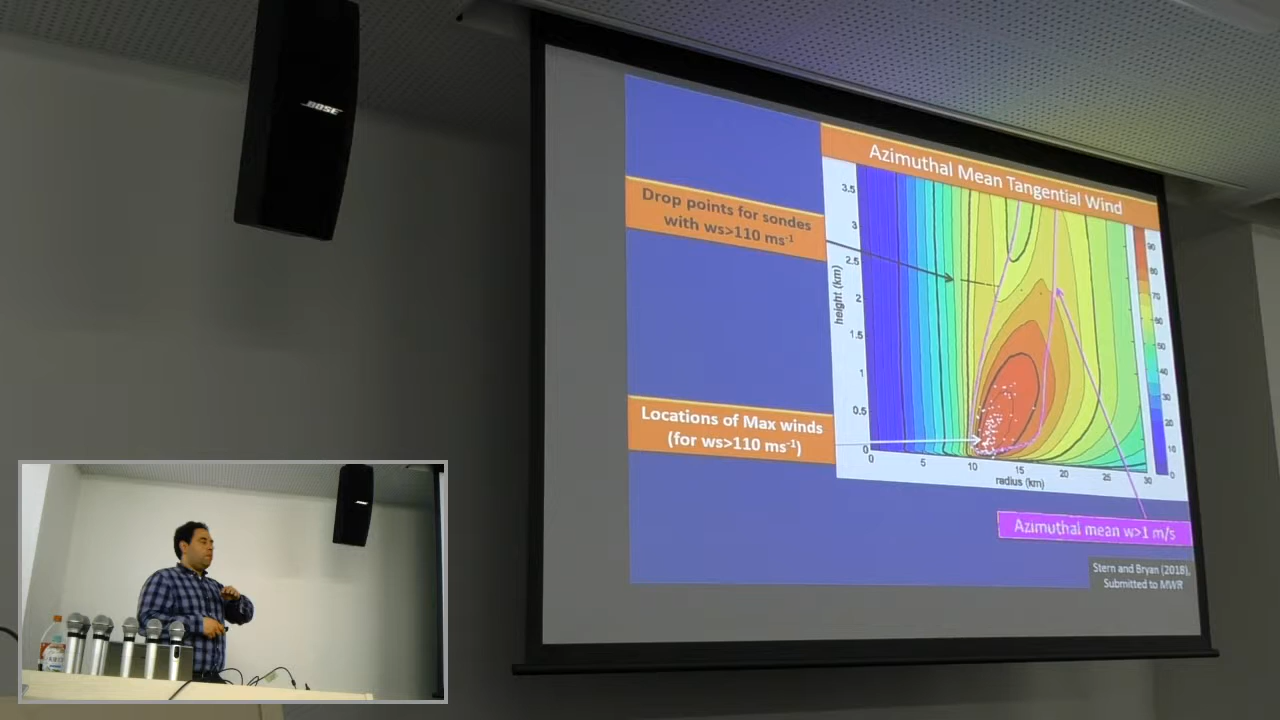 BOSE
Azimuthal Mean Tangential Wind
Drop points for sondes
with ws>110 ms-1
Locations of Max winds
(for ws>110 ms-1)
height (km)
3.5
3
2.5
2
1.5
1
0.5
0
0
5
10
15
20
25
30
radius (km)
90
80
70
60
50
40
30
20
10
0
Azimuthal mean w>1 m/s
Stern and Bryan (2018),
Submitted to MWR